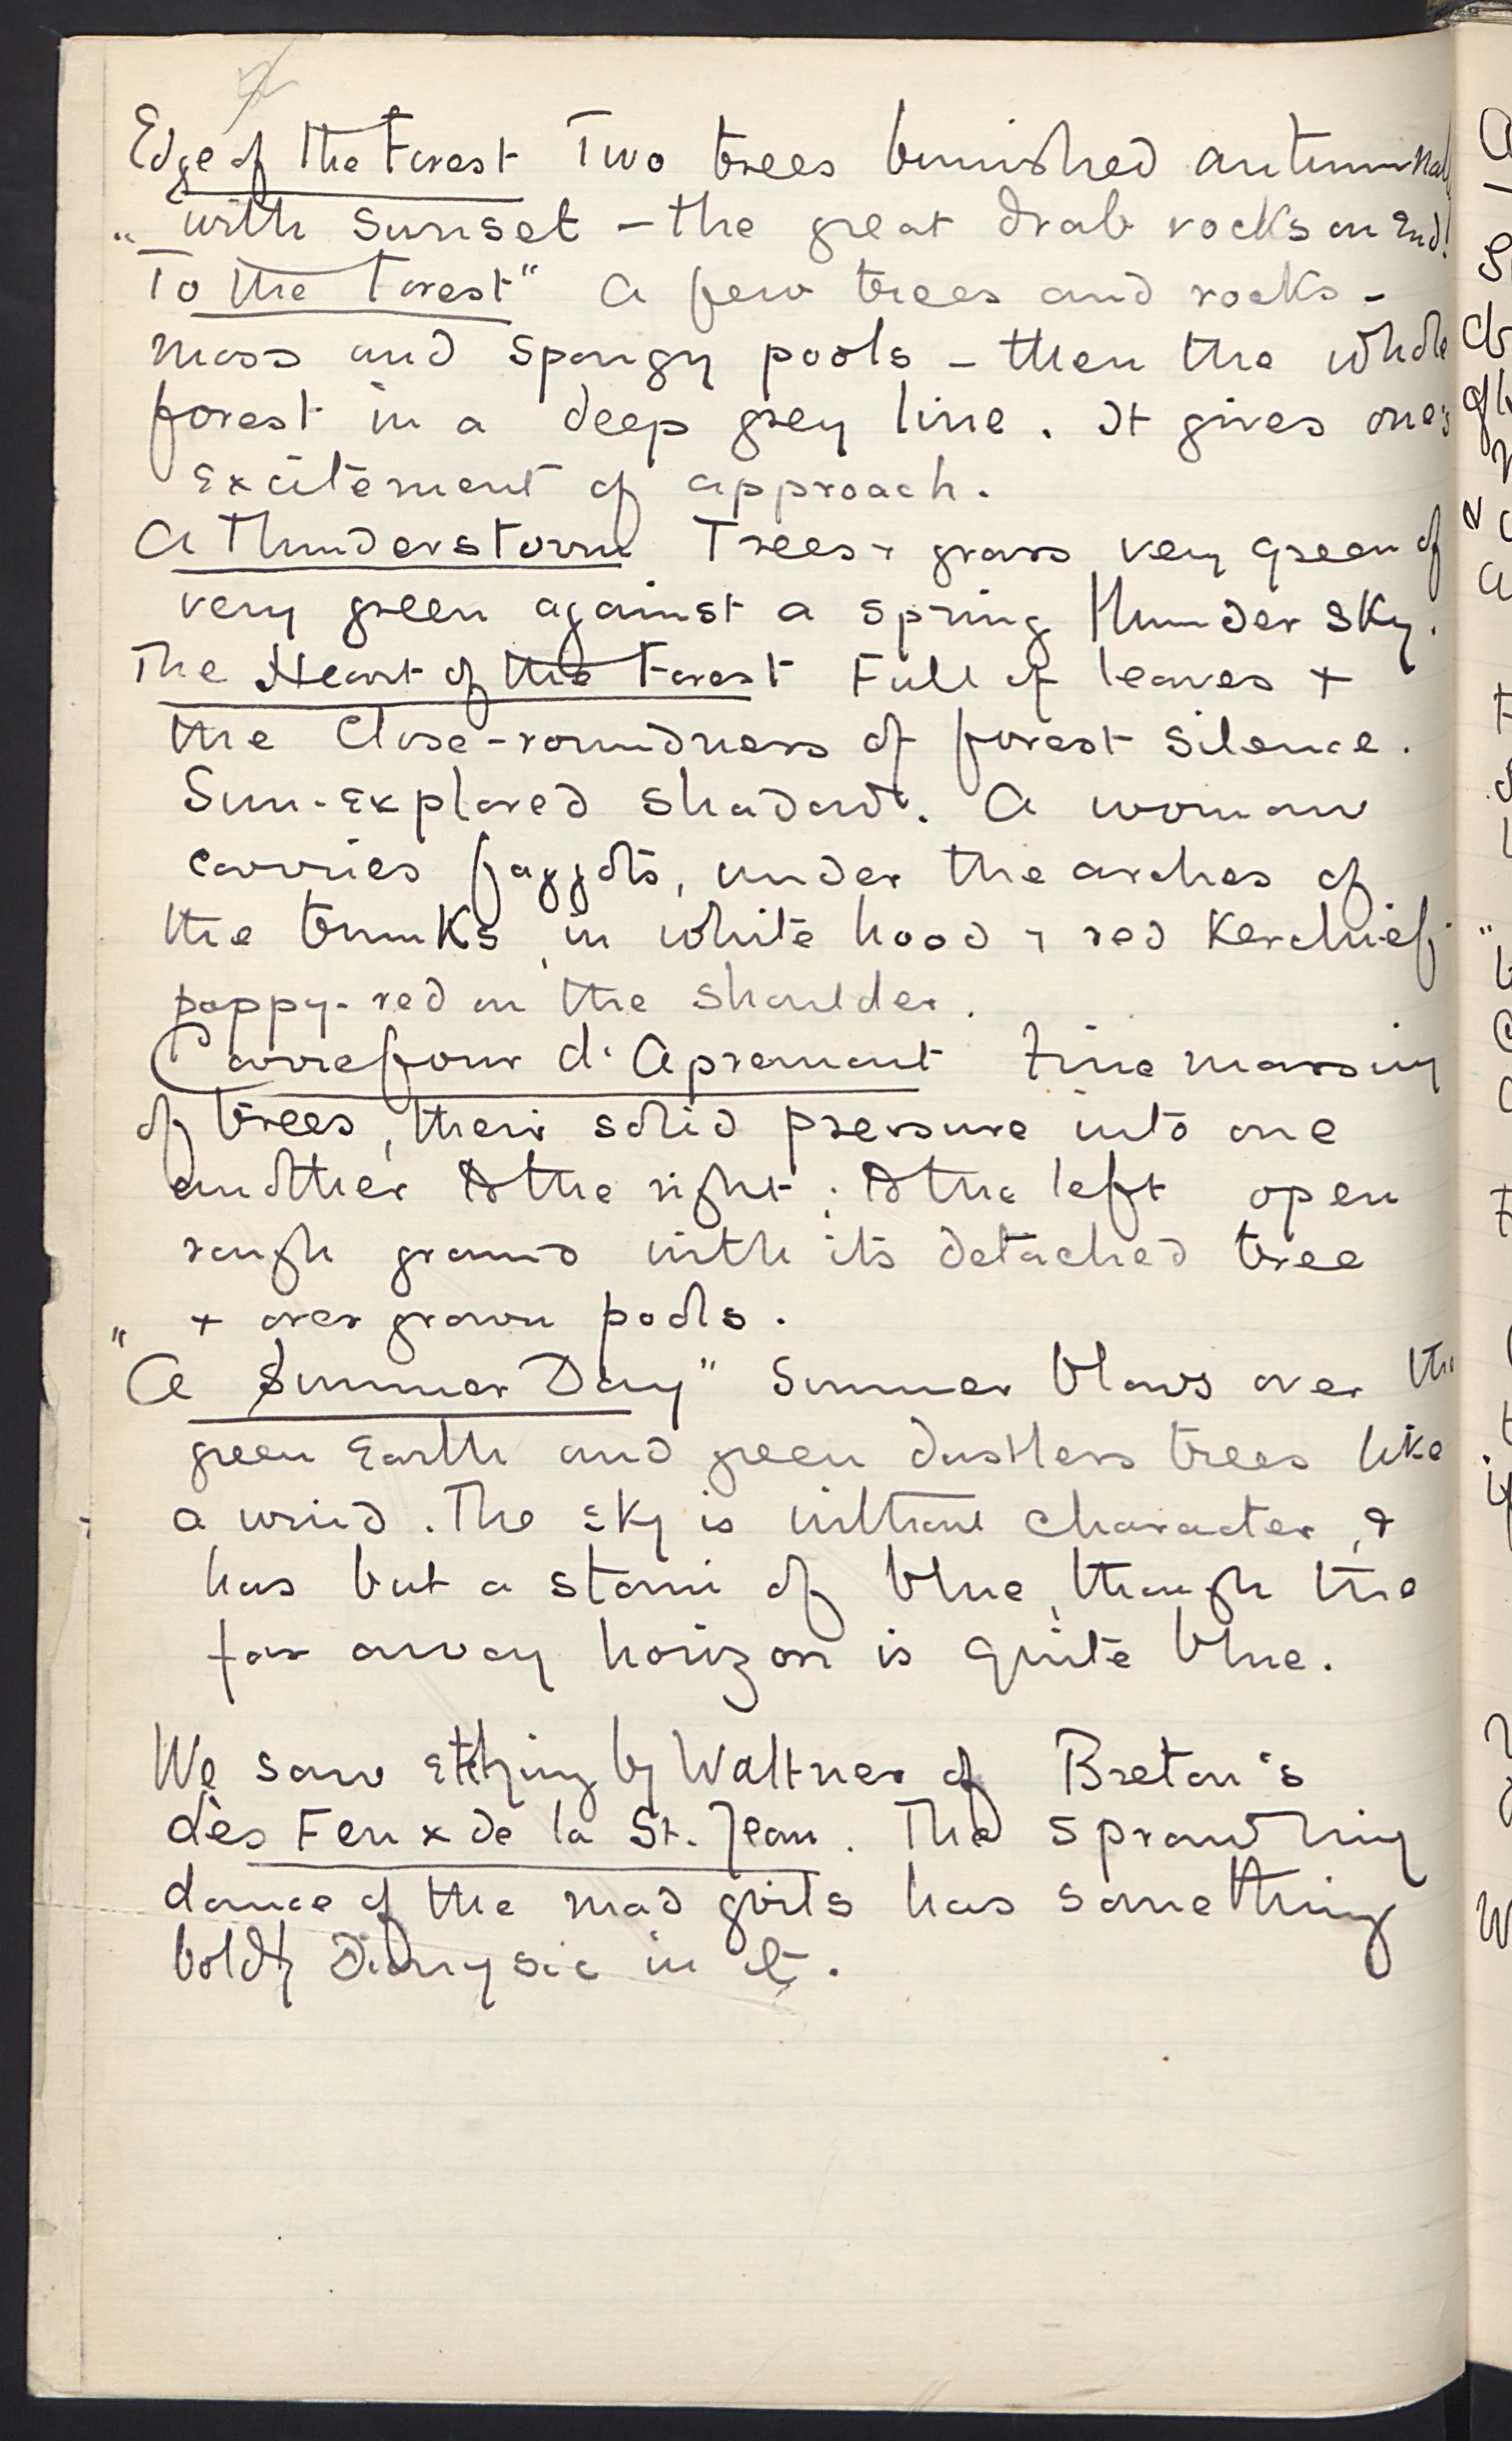 Edge of the Forest Two trees burnished autumnal
with sunset – the great drab rocks on end!
"To the Forest" A few trees and rocks –
moss and spongy pools – then the whole
forest in a deep grey line. It gives one's
excitement of approach.
A Thunderstorm Trees & grass very green of
very green against a spring thunder sky.
The Heart of the Forest Full of leaves +
the close-roundness of forest silence.
Sun-explored shadow. A woman
carries faggots, under the arches of
the trunks, in white hood & red kerchief
poppy-red on the shoulder.
Carrefour d'Apremont Fine massing
of trees, their solid pressure into one
another to the right; to the left open
rough ground with its detached tree
+ over grown pools.
"A Summer Day" Summer blows over the
green earth and green dustless trees like
a wind. The sky is without character, &
has but a stain of blue, though the
far away horizon is quite blue.
We saw etching by Waltner of Breton's
des Feux de la St. Jean. The sprawling
dance of the mad girls has something
boldly Dionysic in it.